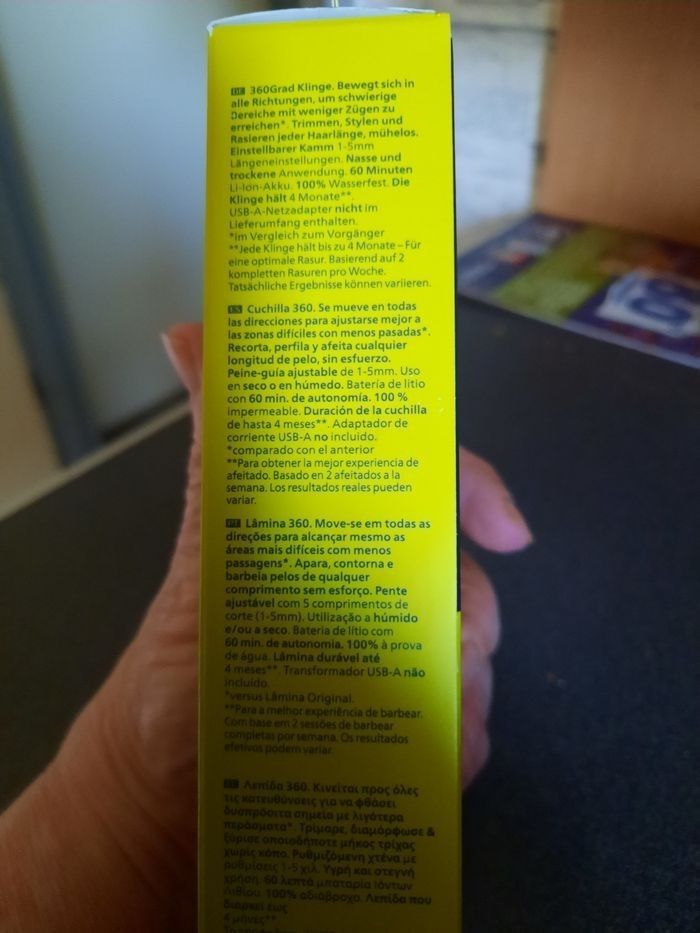 DE 360Grad Klinge. Bewegt sich in
alle Richtungen, um schwierige
Bereiche mit weniger Zügen zu
erreichen*. Trimmen, Stylen und
Rasieren jeder Haarlänge, mühelos.
Einstellbarer Kamm 1-5mm
Längeneinstellungen. Nasse und
trockene Anwendung. 60 Minuten
Li-Ion-Akku. 100% Wasserfest. Die
Klinge hält 4 Monate**.
USB-A-Netzadapter nicht im
Lieferumfang enthalten.
*im Vergleich zum Vorgänger
**Jede Klinge hält bis zu 4 Monate – Für
eine optimale Rasur. Basierend auf 2
kompletten Rasuren pro Woche.
Tatsächliche Ergebnisse können variieren.
ES Cuchilla 360. Se mueve en todas
las direcciones para ajustarse mejor a
las zonas difíciles con menos pasadas*.
Recorta, perfila y afeita cualquier
longitud de pelo, sin esfuerzo.
Peine-guía ajustable de 1-5mm. Uso
en seco o en húmedo. Batería de litio
con 60 min. de autonomía. 100 %
impermeable. Duración de la cuchilla
de hasta 4 meses**. Adaptador de
corriente USB-A no incluido.
*comparado con el anterior
**Para obtener la mejor experiencia de
afeitado. Basado en 2 afeitados a la
semana. Los resultados reales pueden
variar.
PT Lâmina 360. Move-se em todas as
direções para alcançar mesmo as
áreas mais difíceis com menos
passagens*. Apara, contorna e
barbeia pelos de qualquer
comprimento sem esforço. Pente
ajustável com 5 comprimentos de
corte (1-5mm). Utilização a húmido
e/ou a seco. Bateria de lítio com
60 min. de autonomia. 100% à prova
de água. Lâmina durável até
4 meses**. Transformador USB-A não
incluído.
*versus Lâmina Original.
**Para a melhor experiência de barbear.
Com base em 2 sessões de barbear
completas por semana. Os resultados
efetivos podem variar.
Λεπίδα 360. Κινείται προς όλες
τις κατευθύνσεις για να φθάσει
δυσπρόσιτα σημεία με λιγότερα
περάσματα*. Τρίμαρε, διαμόρφωσε &
ξύρισε οποιοδήποτε μήκος τρίχας
χωρίς κόπο. Ρυθμιζόμενη χτένα με
ρυθμίσεις 1-5 χιλ. Υγρή και στεγνή
χρήση. 60 λεπτά μπαταρία ιόντων
Λιθίου. 100% αδιάβροχο. Λεπίδα που
διαρκεί έως
4 μήνες**